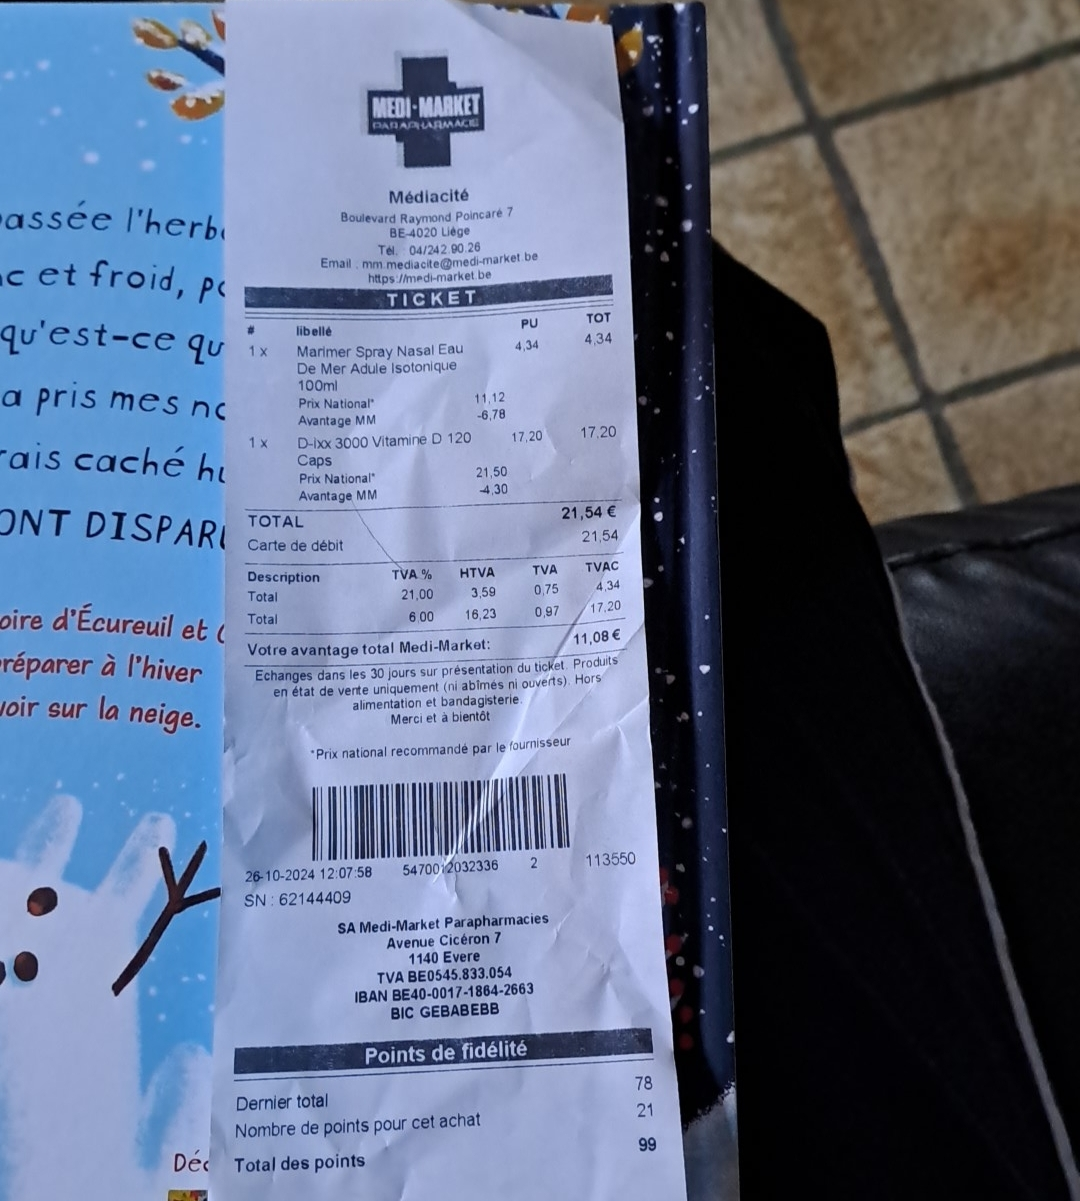 assée l'herb
c et froid, p
qu'est-ce qu
a pris mes n
rais caché h
ONT DISPAR
oire d'Écureuil et
réparer à l'hiver
voir sur la neige.
Déc
MEDI-MARKET
PARAPHARMACIE
Médiacité
Boulevard Raymond Poincaré 7
BE-4020 Liège
Tél. 04/242.90.26
Email : mm.mediacite@medi-market.be
https://medi-market.be
TICKET
# libellé PU TOT
1 x Marimer Spray Nasal Eau 4,34 4,34
De Mer Adule Isotonique
100ml
Prix National* 11,12
Avantage MM -6,78
1 x D-Ixx 3000 Vitamine D 120 17,20 17,20
Caps
Prix National* 21,50
Avantage MM -4,30
TOTAL 21,54 €
Carte de débit 21,54
Description TVA % HTVA TVA TVAC
Total 21,00 3,59 0,75 4,34
Total 6,00 16,23 0,97 17,20
Votre avantage total Medi-Market: 11,08 €
Echanges dans les 30 jours sur présentation du ticket. Produits
en état de vente uniquement (ni abîmés ni ouverts). Hors
alimentation et bandagisterie.
Merci et à bientôt
*Prix national recommandé par le fournisseur
26-10-2024 12:07:58 5470012032336 2 113550
SN : 62144409
SA Medi-Market Parapharmacies
Avenue Cicéron 7
1140 Evere
TVA BE0545.833.054
IBAN BE40-0017-1864-2663
BIC GEBABEBB
Points de fidélité
Dernier total 78
Nombre de points pour cet achat 21
Total des points 99